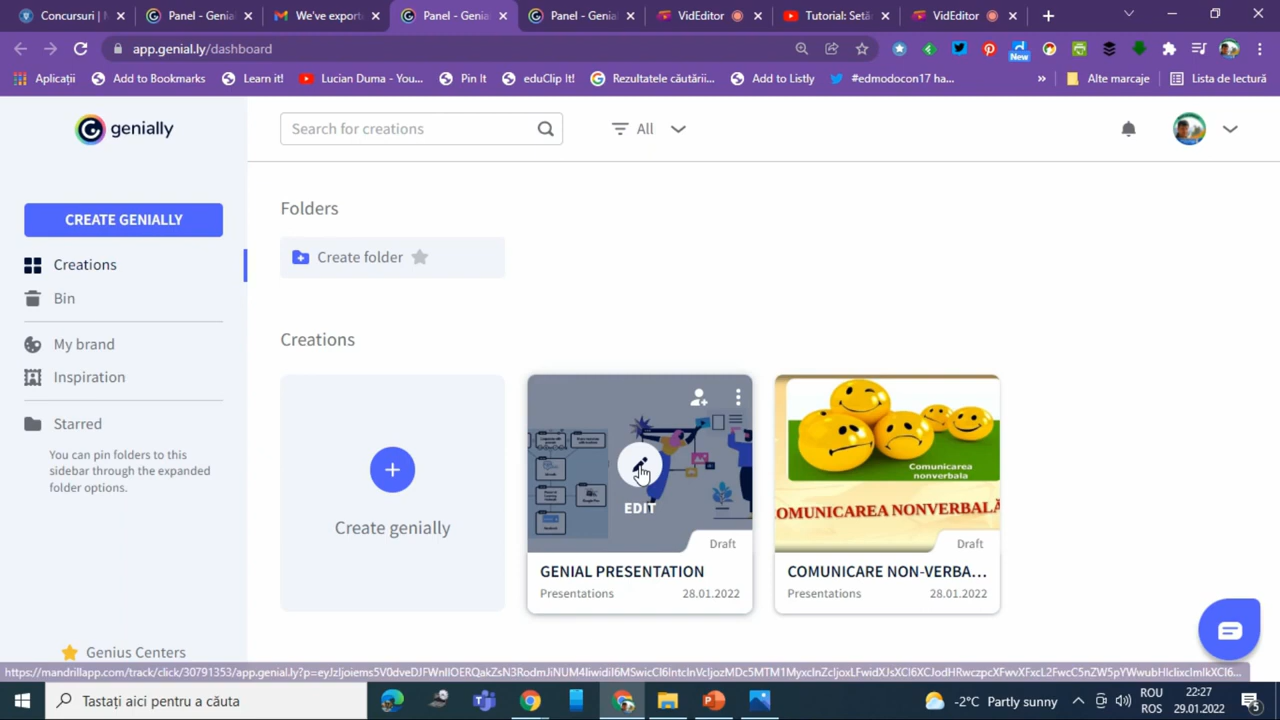 Concursuri | M
Panel - Genia
We've export
Panel - Genia
Panel - Genia
VidEditor
Tutorial: Setă
VidEditor
app.genial.ly/dashboard
New
Aplicații
Add to Bookmarks
Learn it!
Lucian Duma - You...
Pin It
eduClip It!
Rezultatele căutării...
Add to Listly
#edmodocon17 ha...
»
Alte marcaje
Lista de lectură
genially
Search for creations
All
CREATE GENIALLY
Creations
Bin
My brand
Inspiration
Starred
You can pin folders to this
sidebar through the expanded
folder options.
Genius Centers
Folders
Create folder
Creations
Create genially
EDIT
Draft
GENIAL PRESENTATION
Presentations
28.01.2022
Comunicarea
nonverbala
OMUNICAREA NONVERBALĂ
Draft
COMUNICARE NON-VERBA...
Presentations
28.01.2022
Tastați aici pentru a căuta
-2°C Partly sunny
ROU
ROS
22:27
29.01.2022
5